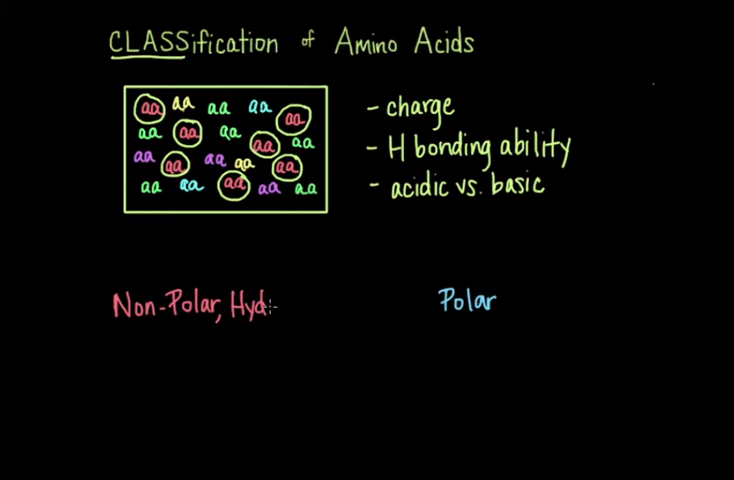 CLASSification of Amino Acids
aa aa aa aa aa
aa aa aa aa aa
aa aa aa aa aa
aa aa aa aa aa
- charge
- H bonding ability
- acidic vs. basic
Non-Polar, Hyd
Polar